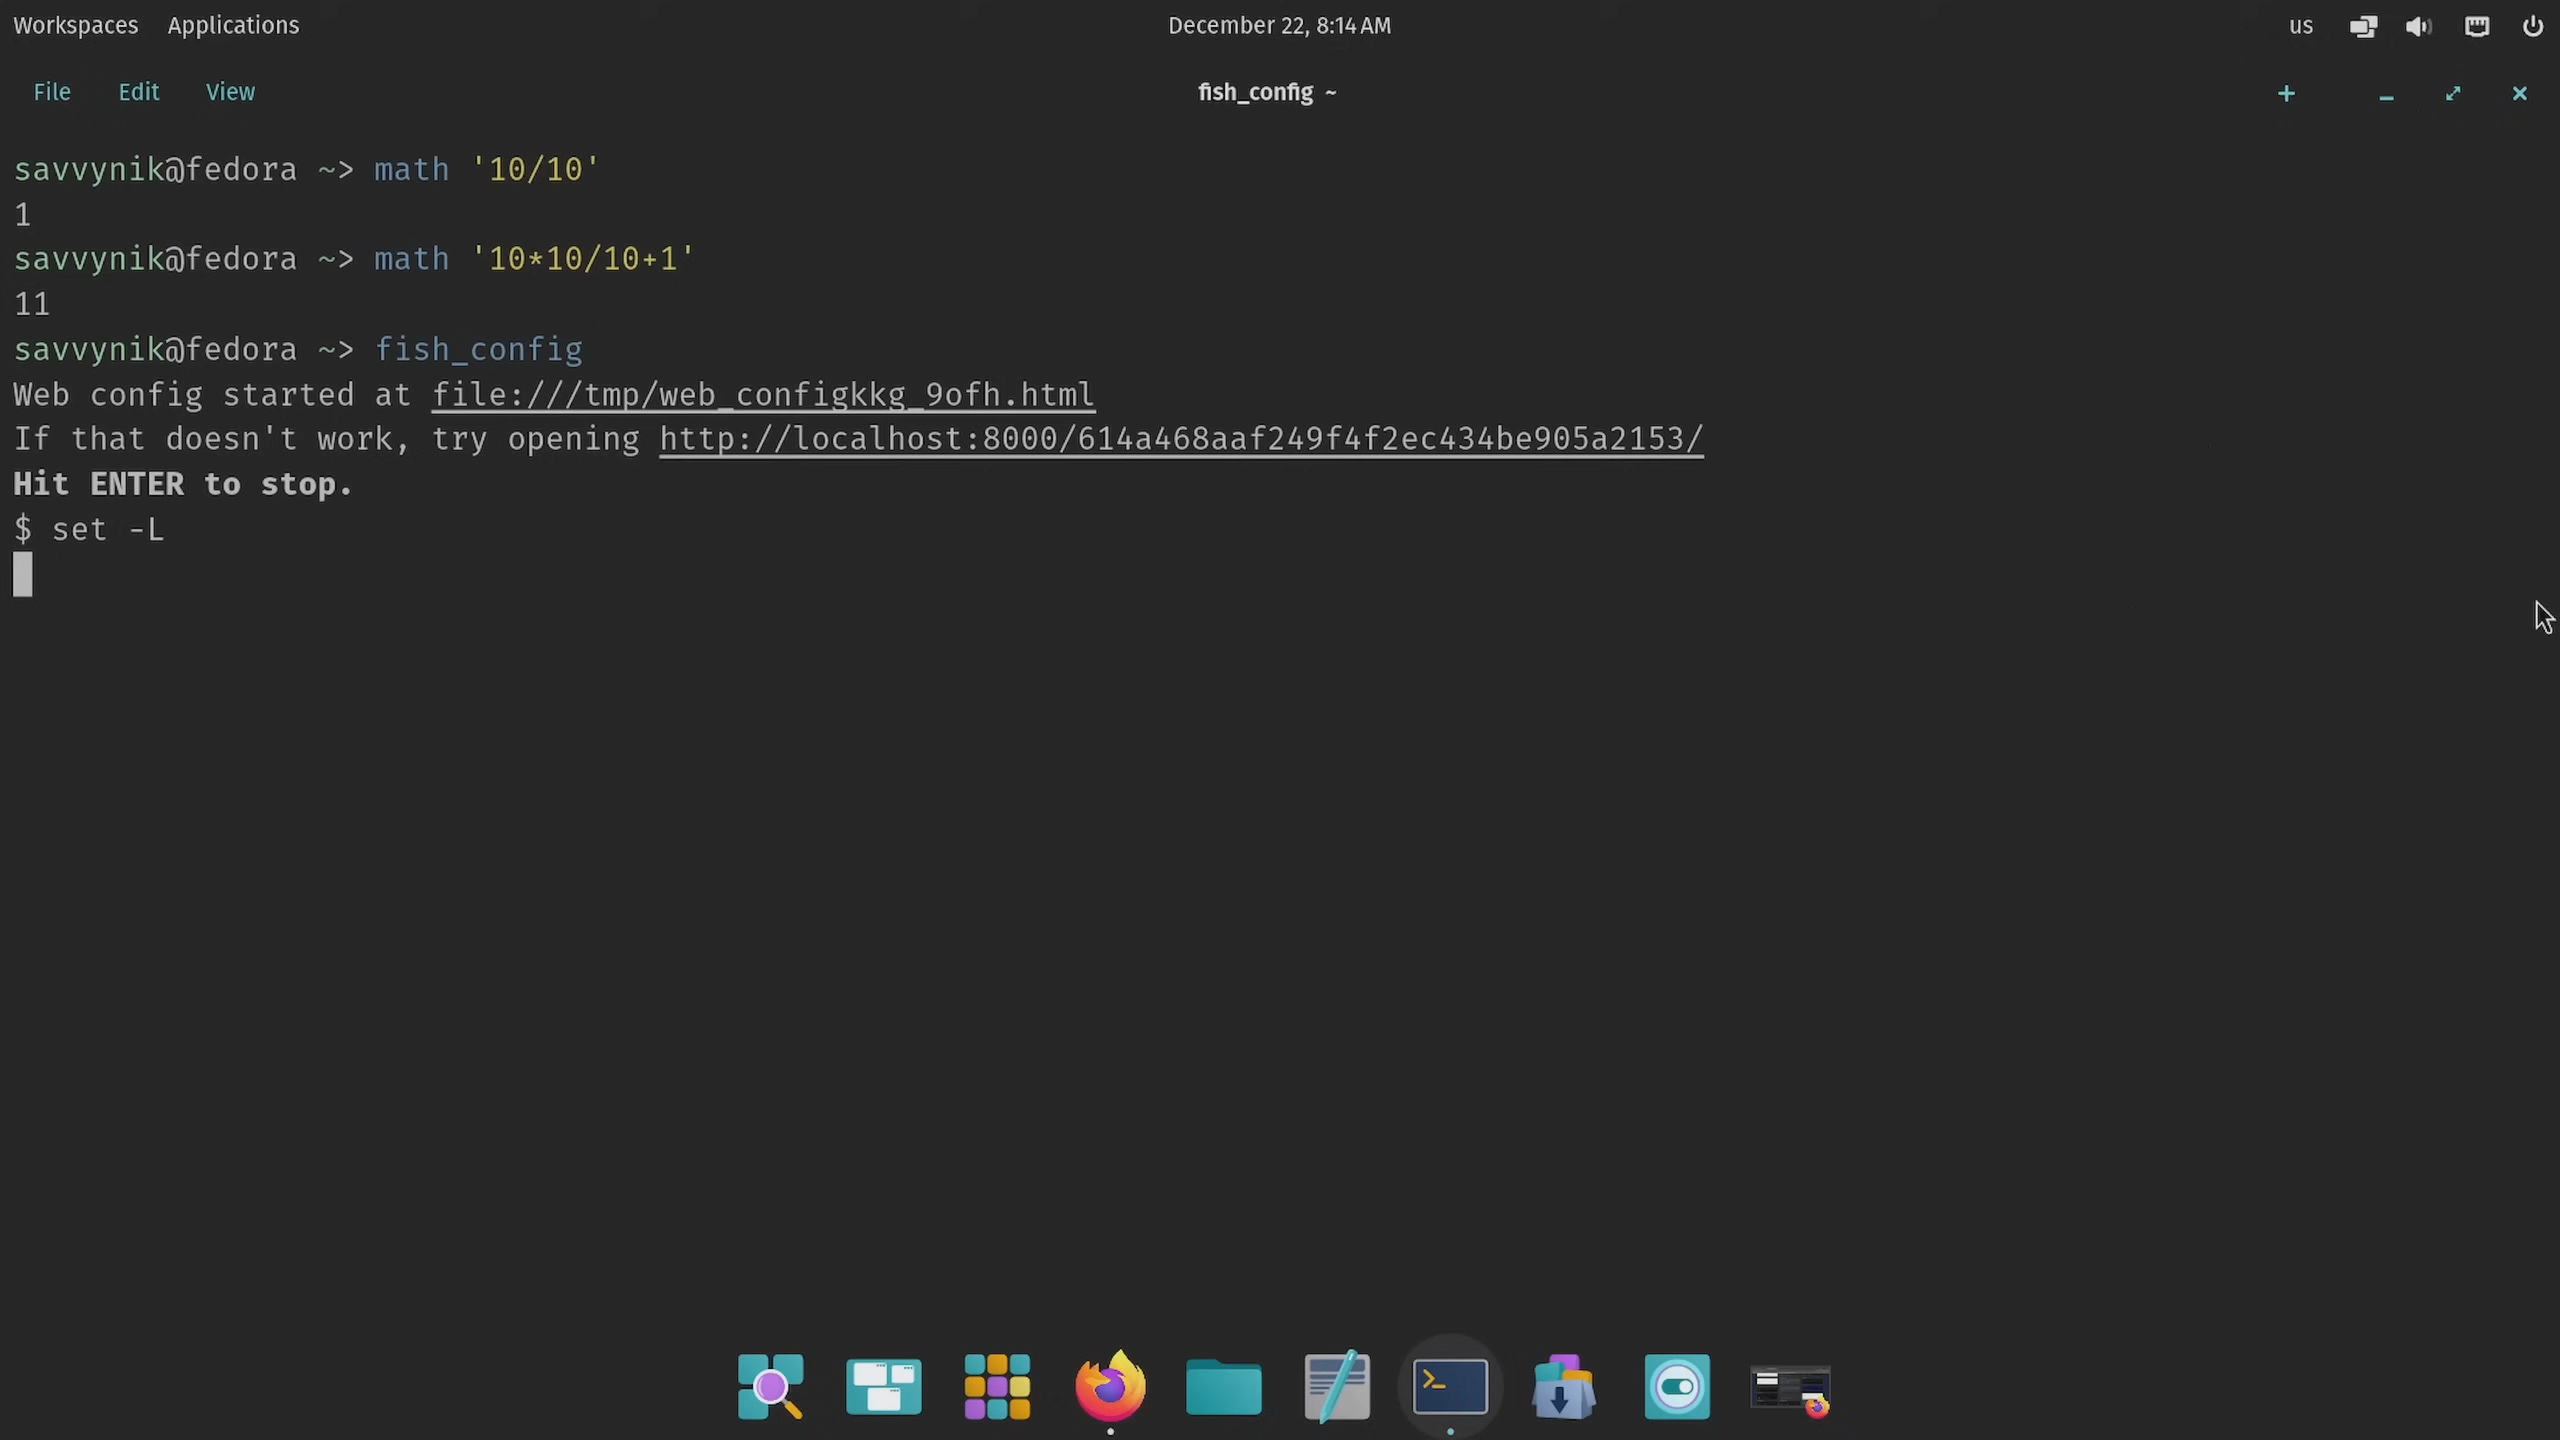 Workspaces Applications December 22, 8:14 AM us
File Edit View fish_config ~
savvynik@fedora ~> math '10/10'
1
savvynik@fedora ~> math '10*10/10+1'
11
savvynik@fedora ~> fish_config
Web config started at file:///tmp/web_configkkg_9ofh.html
If that doesn't work, try opening http://localhost:8000/614a468aaf249f4f2ec434be905a2153/
Hit ENTER to stop.
$ set -L